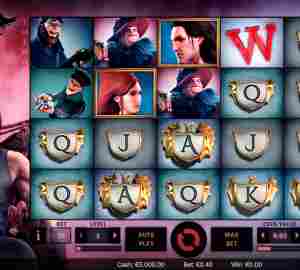 W
Q J A J
Q A Q K
BET LEVEL COIN VALUE
AUTO PLAY MAX BET
Cash: €5,000.00 Bet: €0.40 Win: €0.00